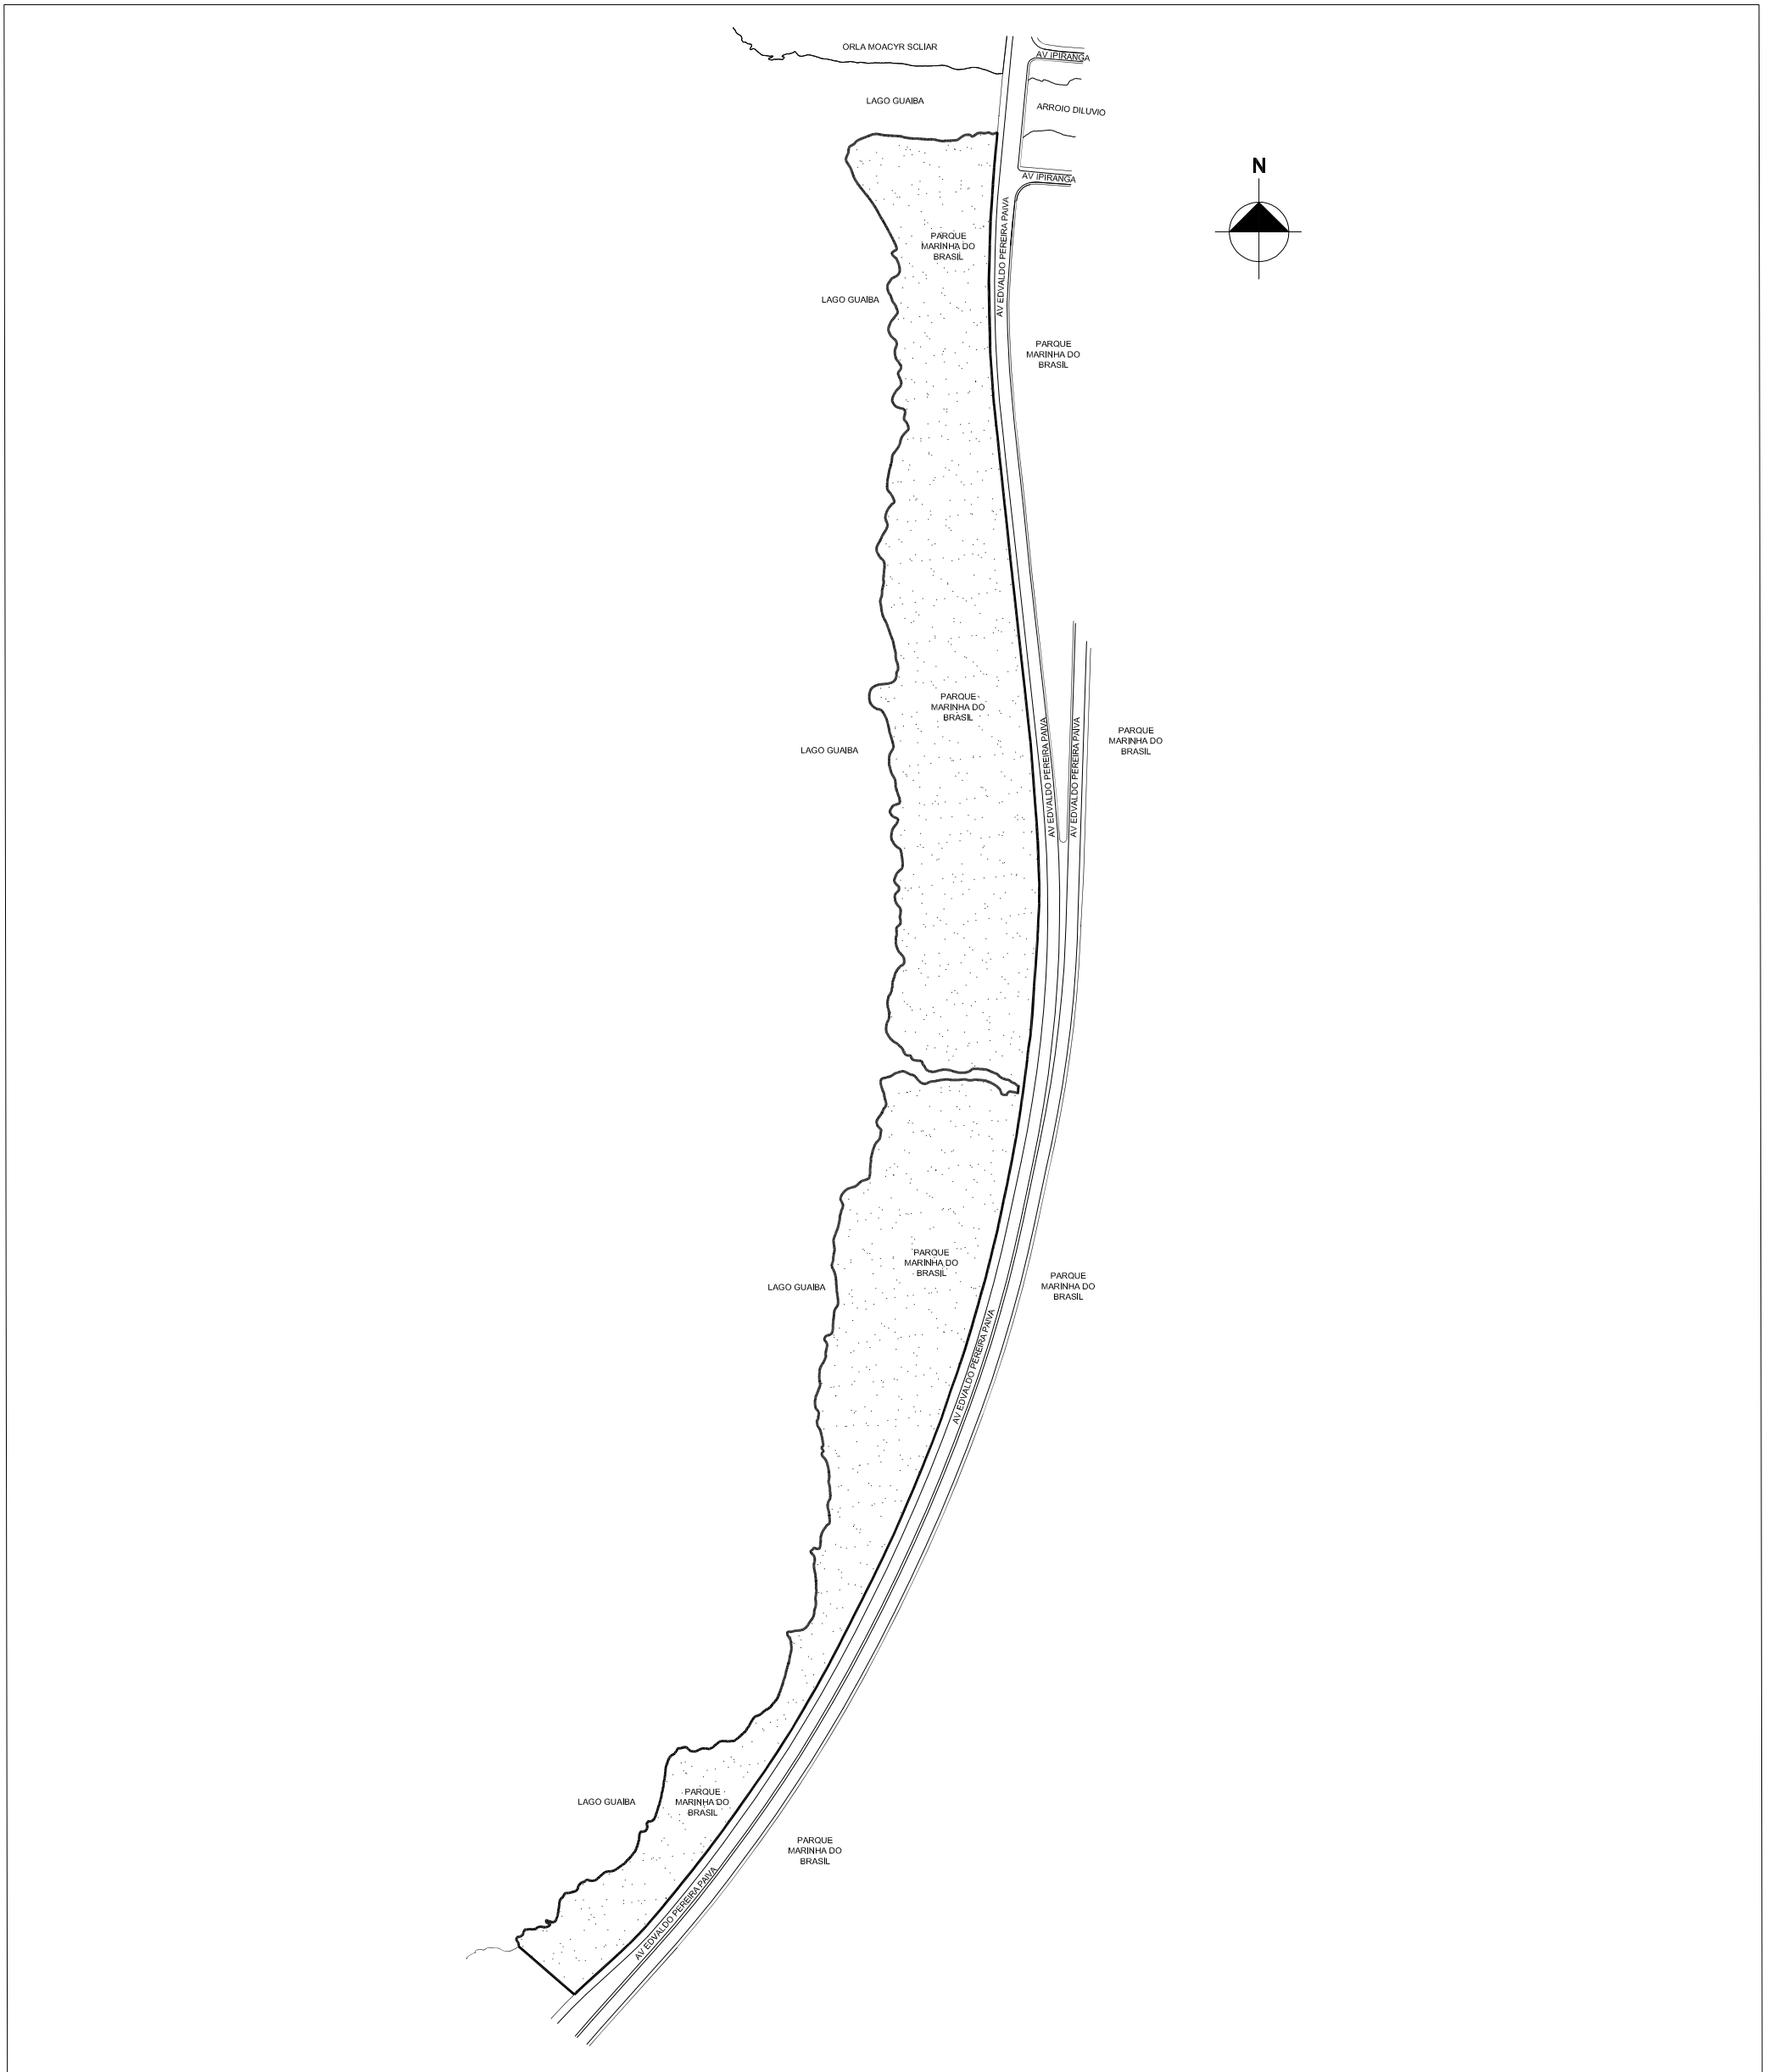 ORLA MOACYR SCLIAR
AV IPIRANGA
LAGO GUAIBA
ARROIO DILUVIO
N
AV IPIRANGA
AV EDVALDO PEREIRA PAIVA
PARQUE
MARINHA DO
BRASIL
LAGO GUAIBA
PARQUE
MARINHA DO
BRASIL
PARQUE
MARINHA DO
BRASIL
AV EDVALDO PEREIRA PAIVA
AV EDVALDO PEREIRA PAIVA
PARQUE
MARINHA DO
BRASIL
LAGO GUAIBA
PARQUE
MARINHA DO
BRASIL
LAGO GUAIBA
PARQUE
MARINHA DO
BRASIL
AV EDVALDO PEREIRA PAIVA
LAGO GUAIBA
PARQUE
MARINHA DO
BRASIL
PARQUE
MARINHA DO
BRASIL
AV EDVALDO PEREIRA PAIVA